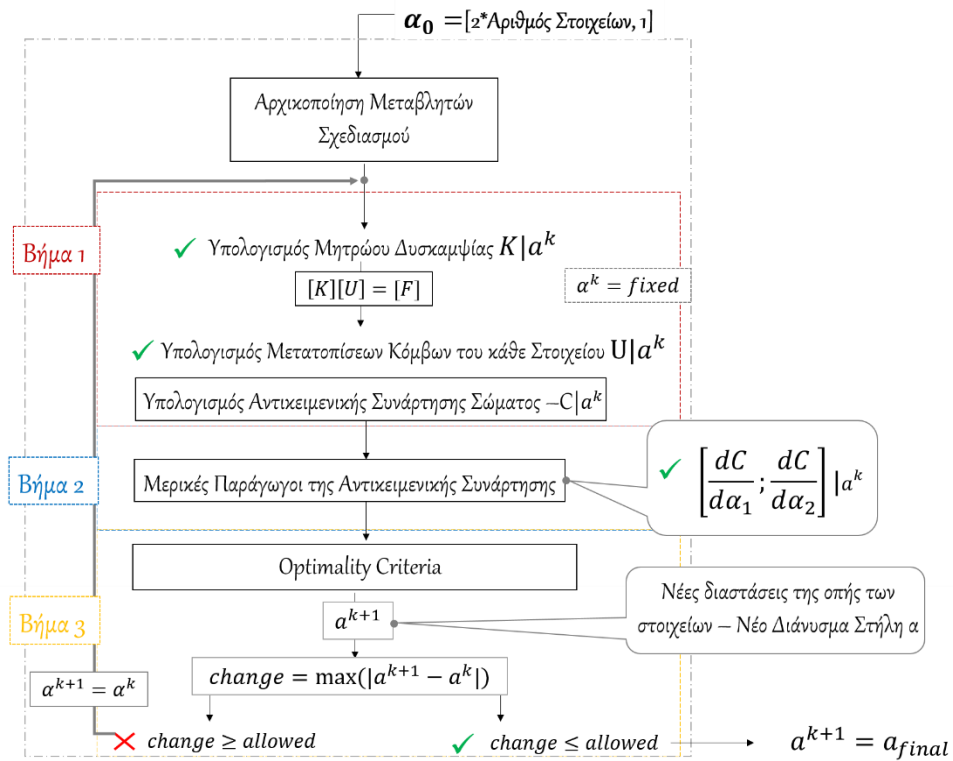 α₀ =[2*Αριθμός Στοιχείων, 1]
Αρχικοποίηση Μεταβλητών
Σχεδιασμού
Βήμα 1
Υπολογισμός Μητρώου Δυσκαμψίας K|a^k
[K][U] = [F]
α^k = fixed
Υπολογισμός Μετατοπίσεων Κόμβων του κάθε Στοιχείου U|a^k
Υπολογισμός Αντικειμενικής Συνάρτησης Σώματος –C|a^k
Βήμα 2
Μερικές Παράγωγοι της Αντικειμενικής Συνάρτησης
[dC/dα₁ ; dC/dα₂] |a^k
Optimality Criteria
Βήμα 3
a^{k+1}
Νέες διαστάσεις της οπής των
στοιχείων – Νέο Διάνυσμα Στήλη α
change = max(|a^{k+1} − a^k|)
α^{k+1} = α^k
change ≥ allowed
change ≤ allowed
a^{k+1} = a_{final}